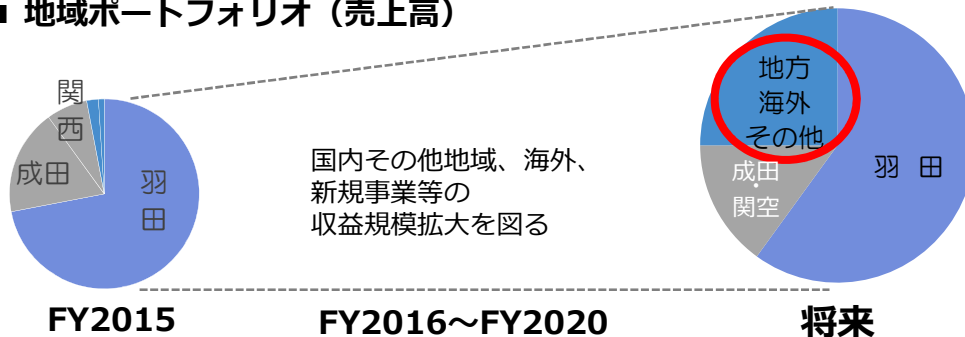 ■ 地域ポートフォリオ（売上高）
関
西
成田
羽
田
国内その他地域、海外、
新規事業等の
収益規模拡大を図る
地方
海外
その他
成田
・
関空
羽 田
FY2015
FY2016～FY2020
将来